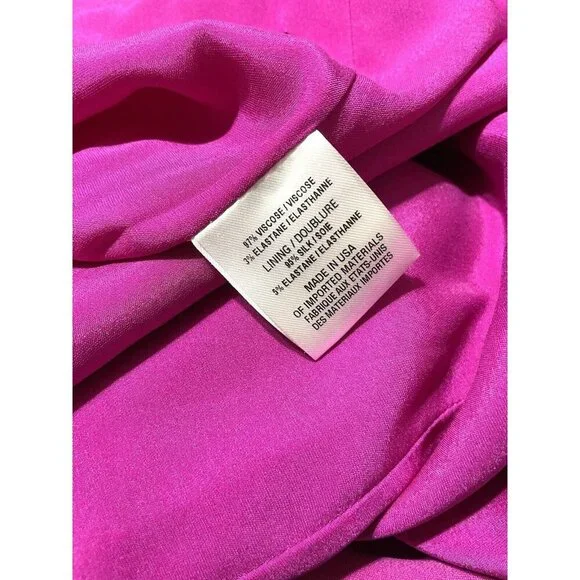 97% VISCOSE / VISCOSE
3% ELASTANE / ELASTHANNE
LINING / DOUBLURE
95% SILK / SOIE
5% ELASTANE / ELASTHANNE
MADE IN USA
OF IMPORTED MATERIALS
FABRIQUE AUX ETATS-UNIS
DES MATERIAUX IMPORTES